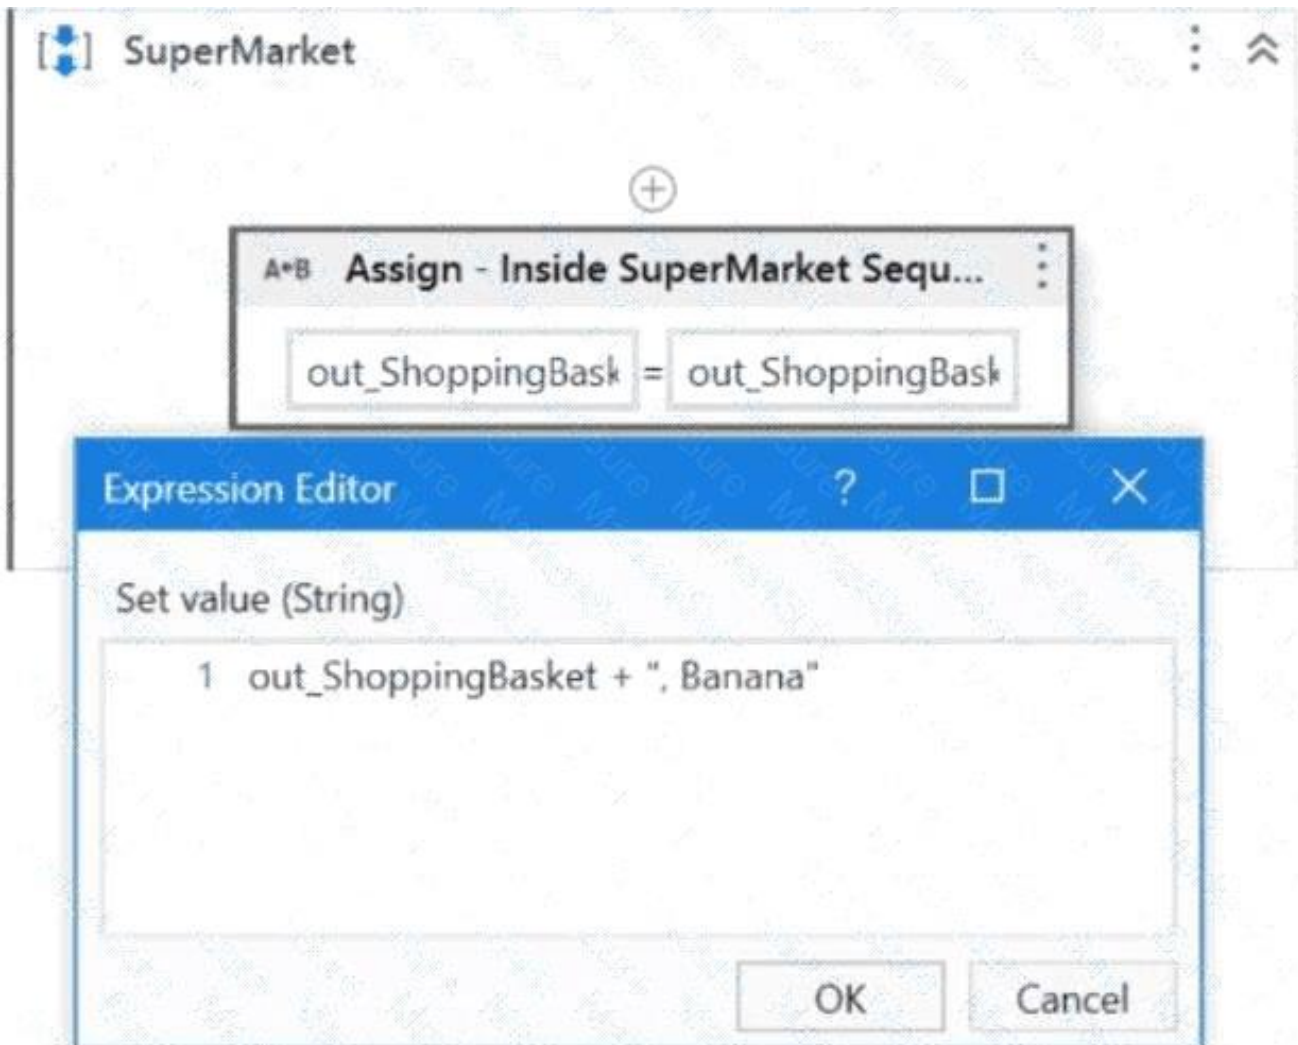 SuperMarket
A•B Assign - Inside SuperMarket Sequ...
out_ShoppingBask = out_ShoppingBask
Expression Editor ?
Set value (String)
1 out_ShoppingBasket + ", Banana"
OK Cancel